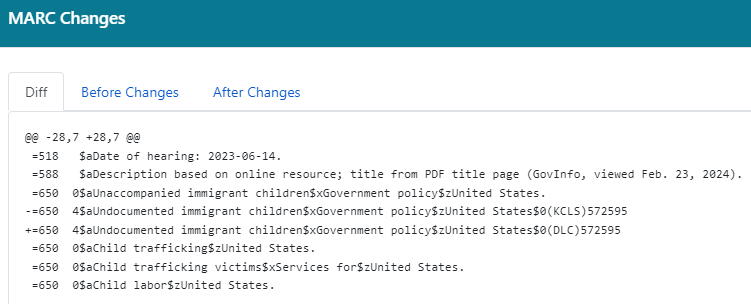 MARC Changes
Diff Before Changes After Changes
@@ -28,7 +28,7 @@
=518   $aDate of hearing: 2023-06-14.
=588   $aDescription based on online resource; title from PDF title page (GovInfo, viewed Feb. 23, 2024).
=650  0$aUnaccompanied immigrant children$xGovernment policy$zUnited States.
-=650  4$aUndocumented immigrant children$xGovernment policy$zUnited States$0(KCLS)572595
+=650  4$aUndocumented immigrant children$xGovernment policy$zUnited States$0(DLC)572595
=650  0$aChild trafficking$zUnited States.
=650  0$aChild trafficking victims$xServices for$zUnited States.
=650  0$aChild labor$zUnited States.